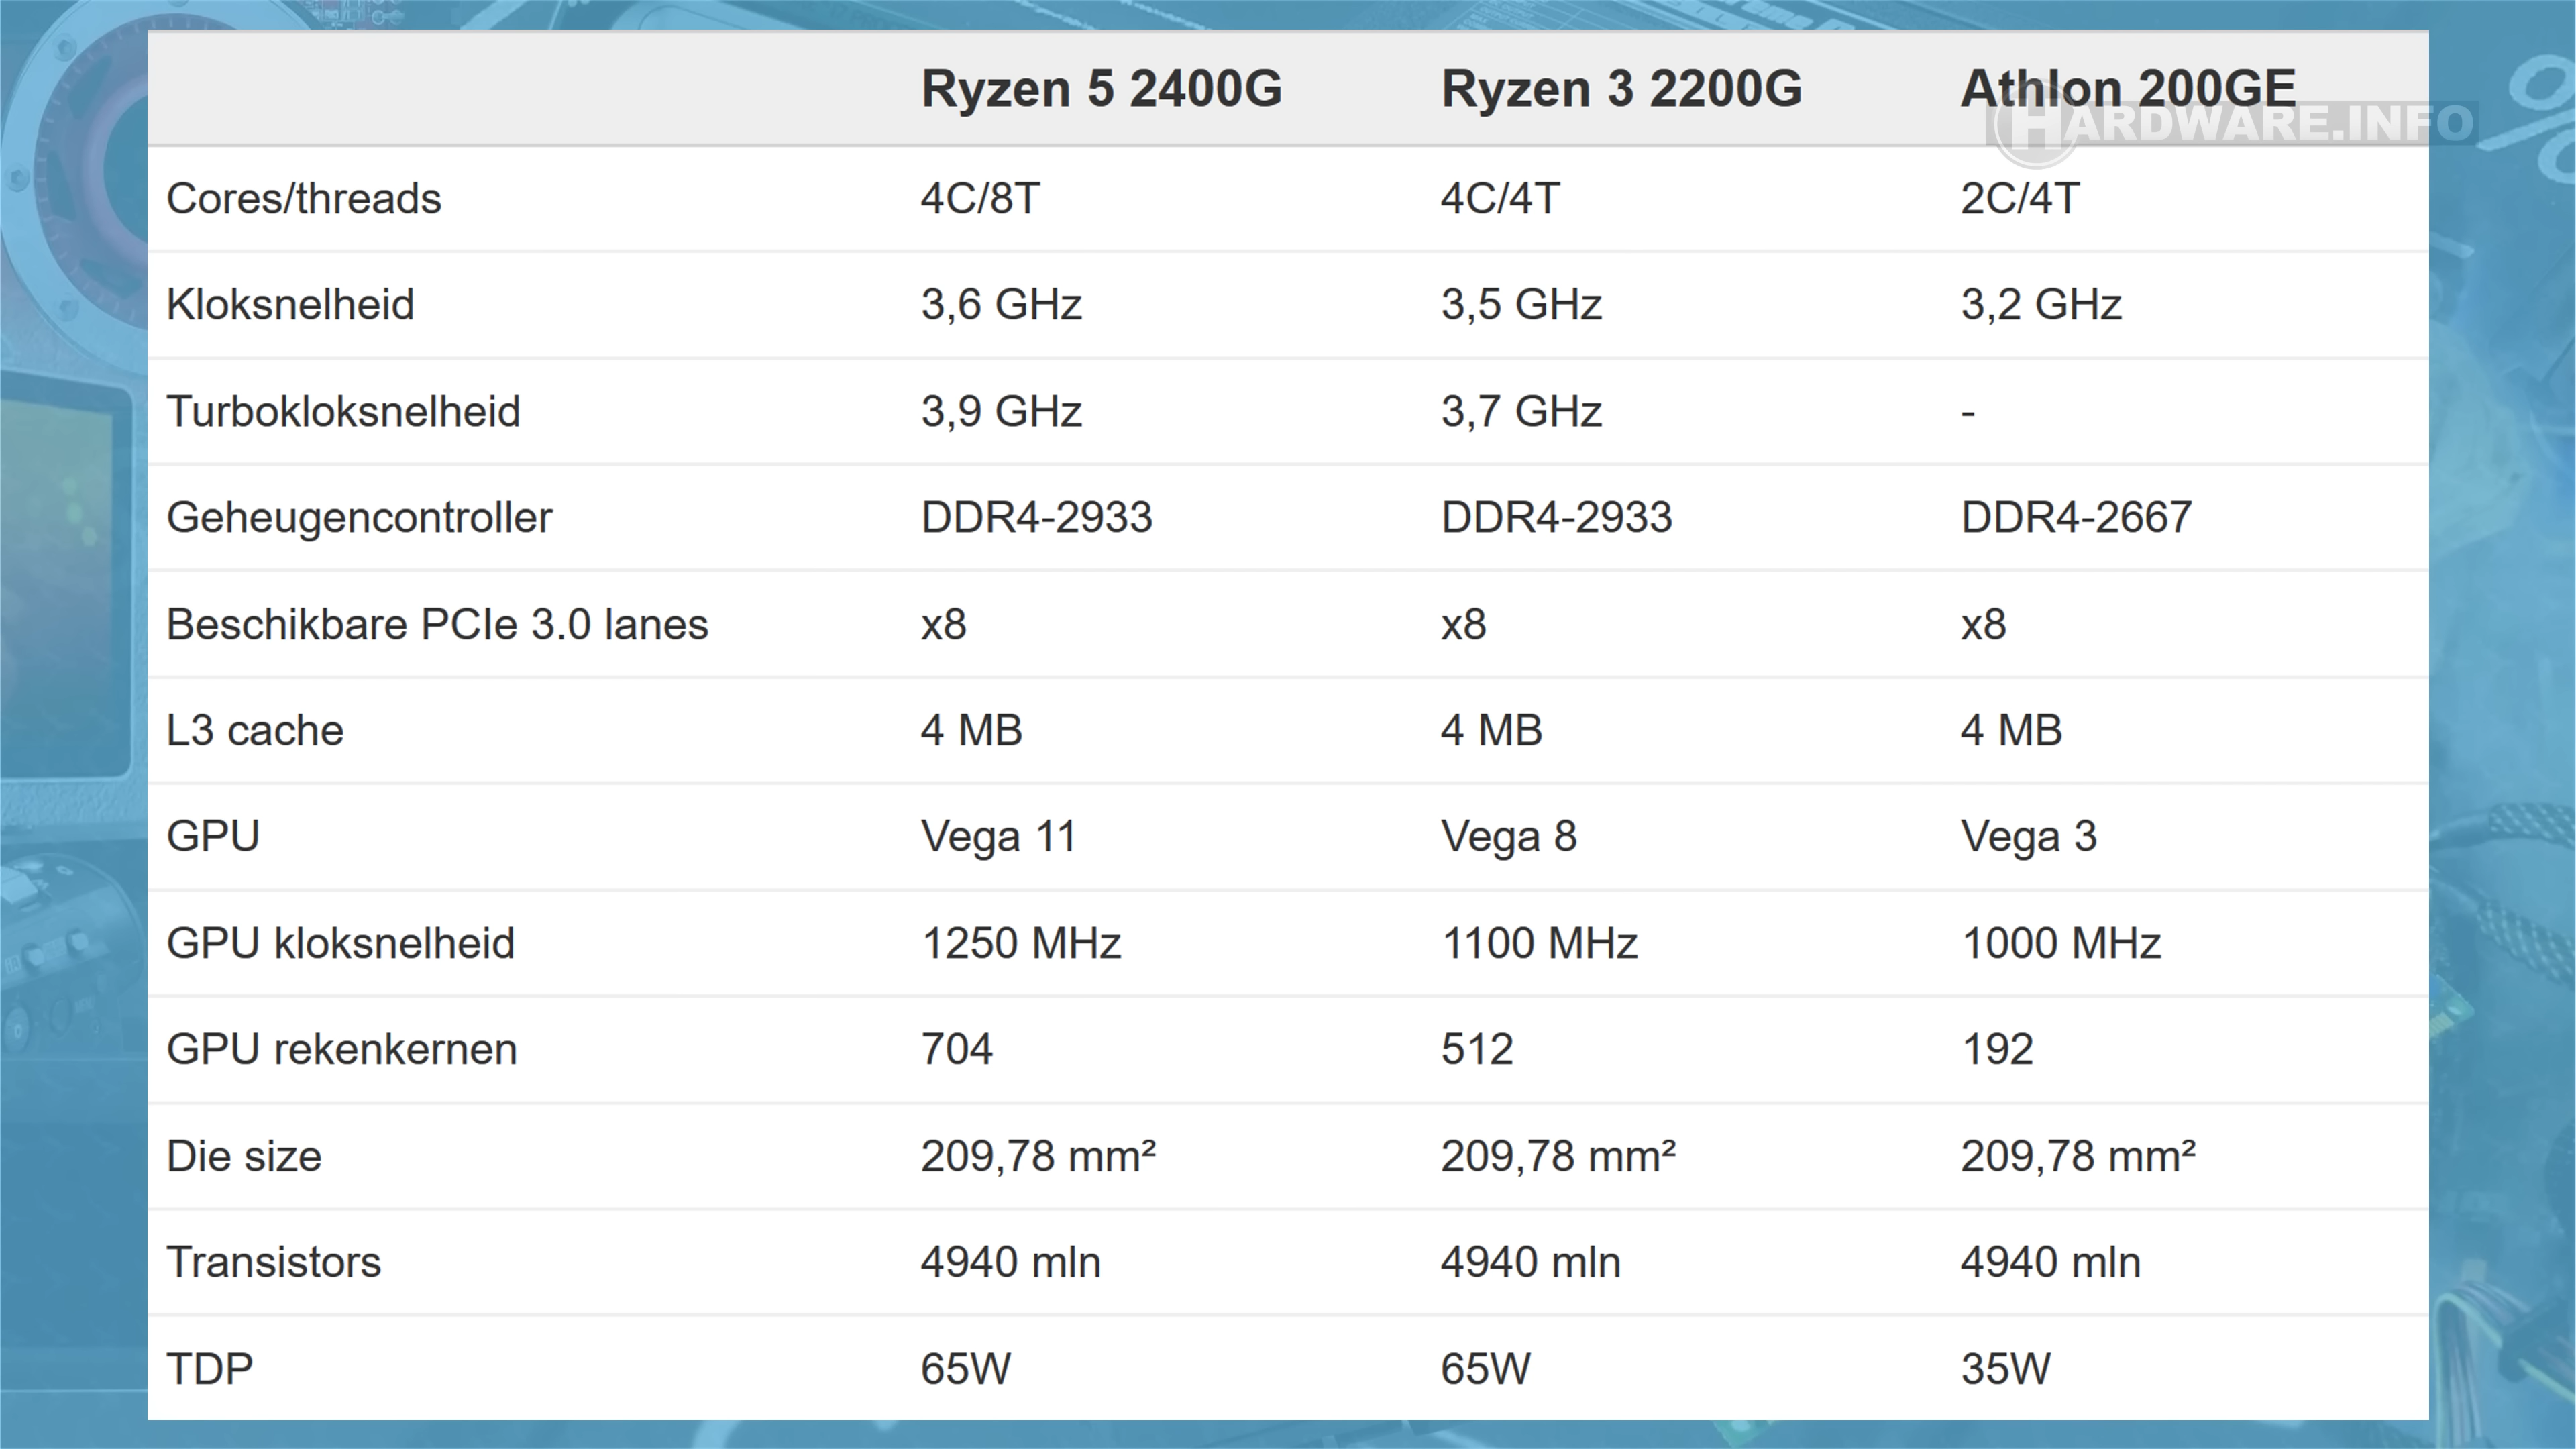 Ryzen 5 2400G Ryzen 3 2200G Athlon 200GE
HARDWARE.INFO
Cores/threads 4C/8T 4C/4T 2C/4T
Kloksnelheid 3,6 GHz 3,5 GHz 3,2 GHz
Turbokloksnelheid 3,9 GHz 3,7 GHz -
Geheugencontroller DDR4-2933 DDR4-2933 DDR4-2667
Beschikbare PCIe 3.0 lanes x8 x8 x8
L3 cache 4 MB 4 MB 4 MB
GPU Vega 11 Vega 8 Vega 3
GPU kloksnelheid 1250 MHz 1100 MHz 1000 MHz
GPU rekenkernen 704 512 192
Die size 209,78 mm² 209,78 mm² 209,78 mm²
Transistors 4940 mln 4940 mln 4940 mln
TDP 65W 65W 35W